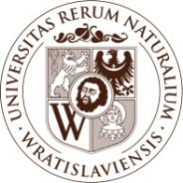 UNIVERSITAS RERUM NATURALIUM
· WRATISLAVIENSIS ·
W